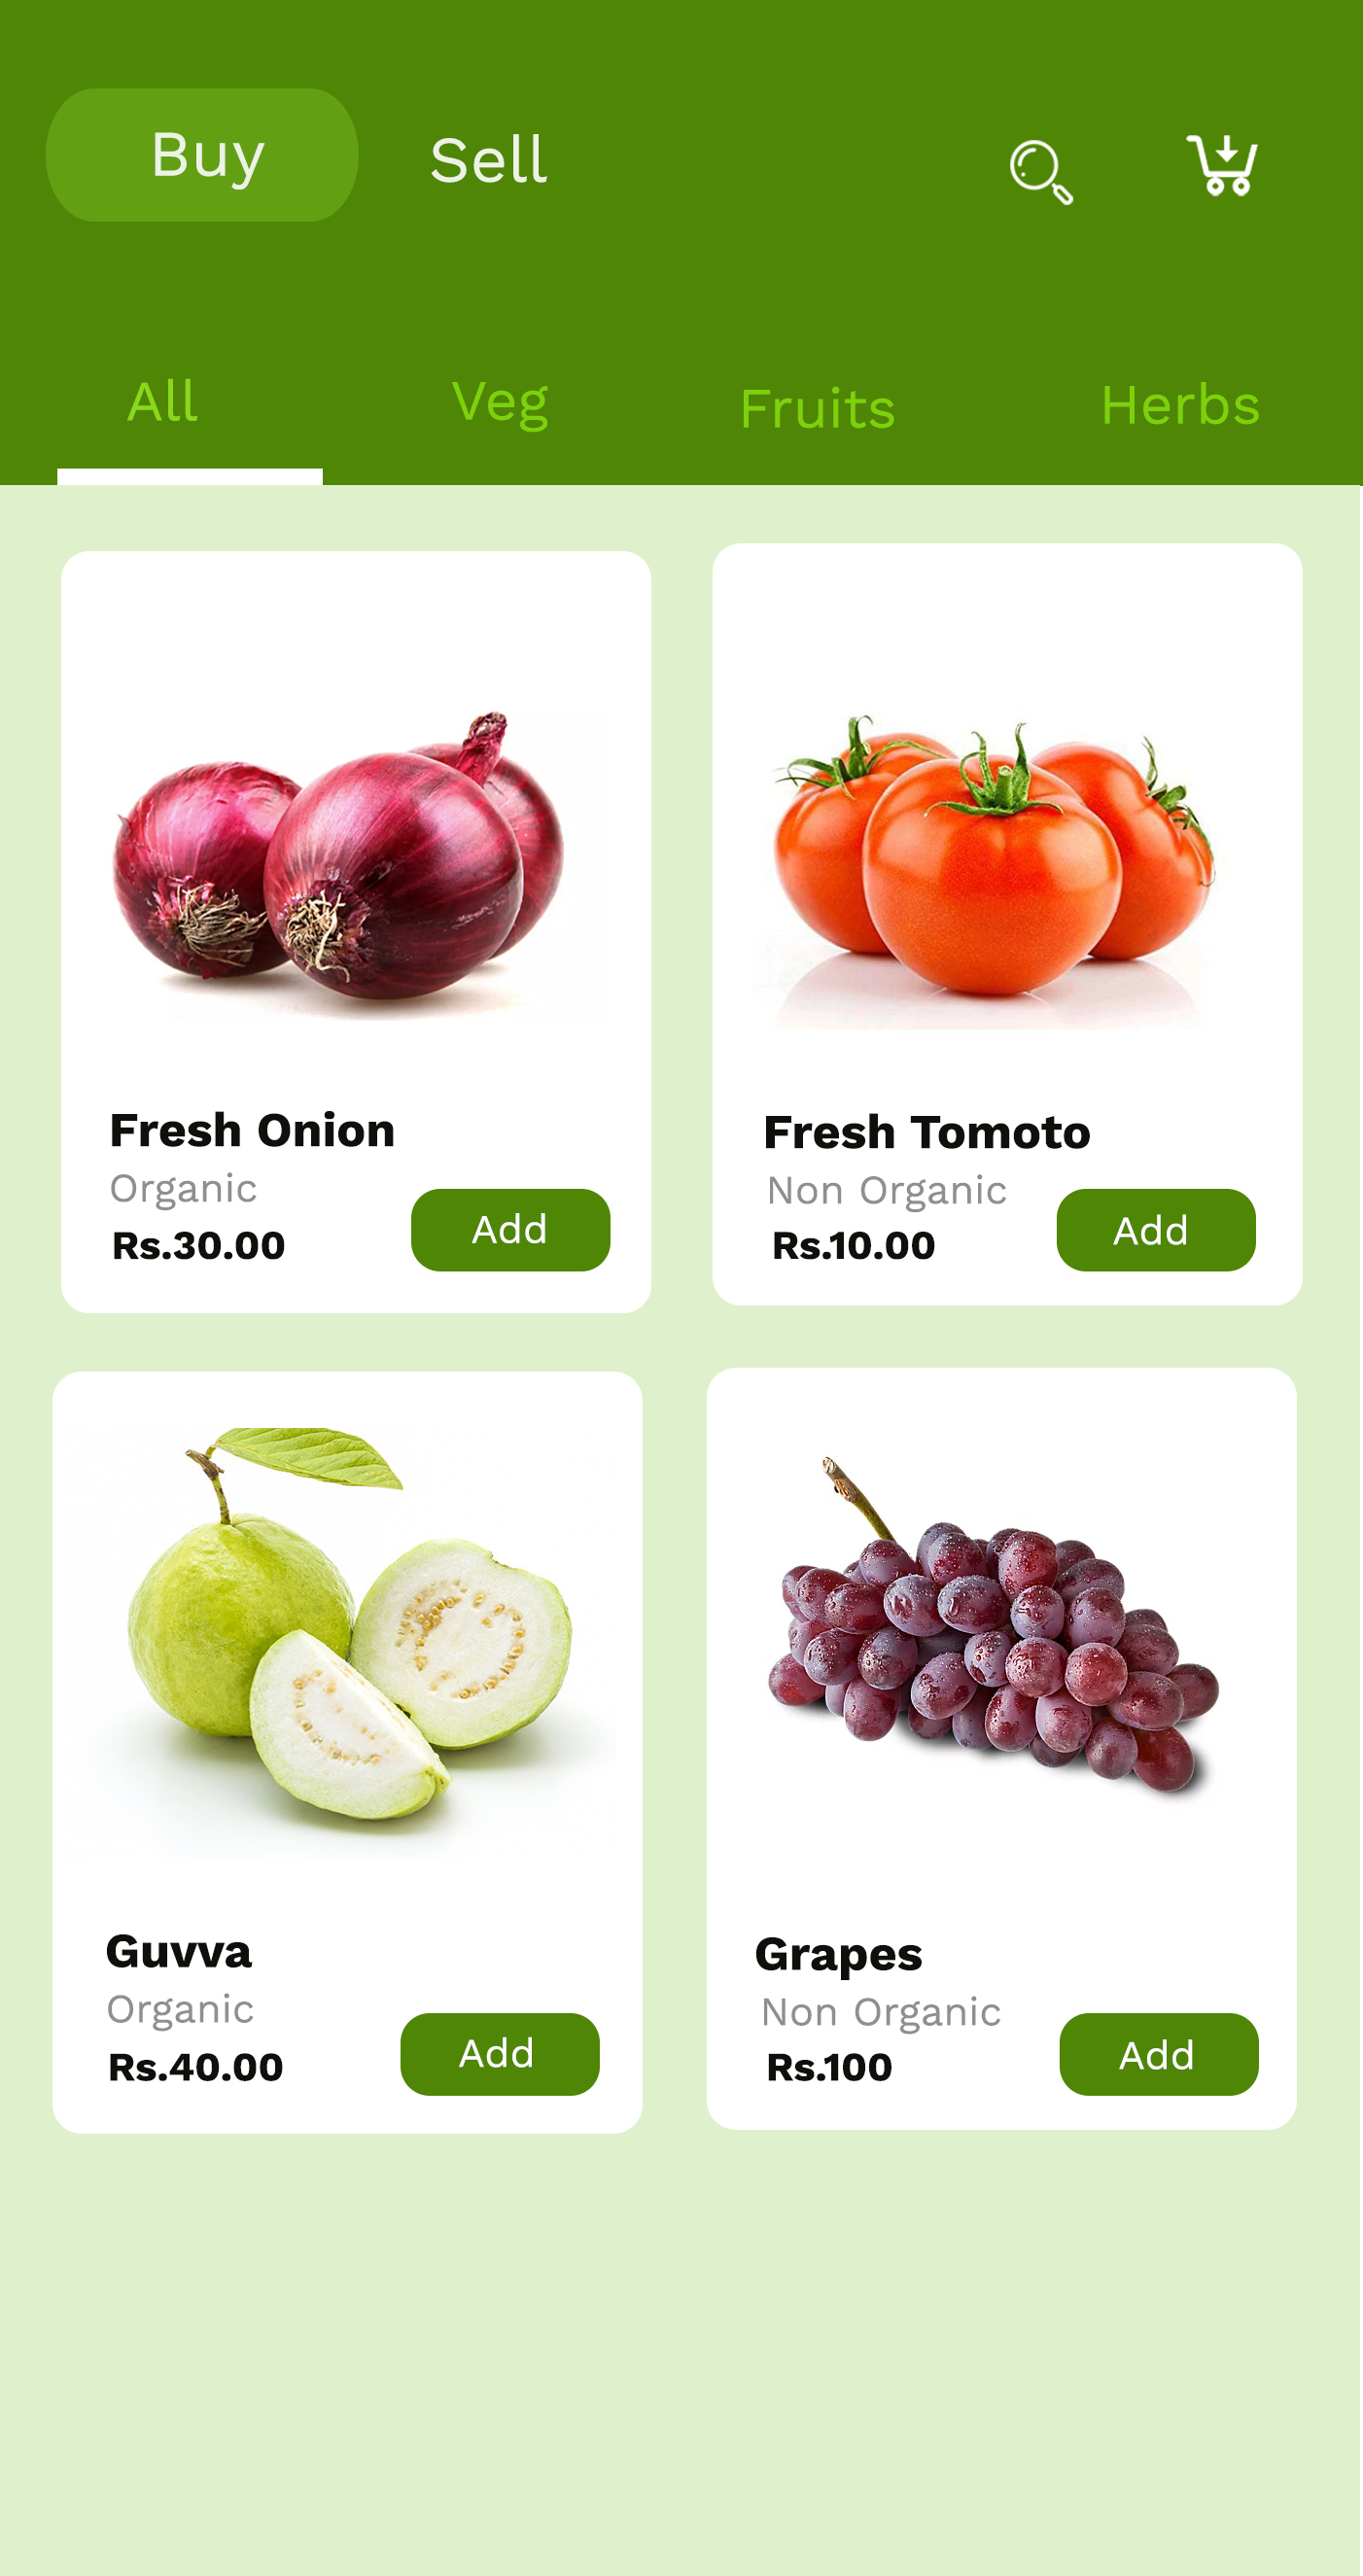 Buy
Sell
All
Veg
Fruits
Herbs
Fresh Onion
Organic
Rs.30.00
Add
Fresh Tomoto
Non Organic
Rs.10.00
Add
Guvva
Organic
Rs.40.00
Add
Grapes
Non Organic
Rs.100
Add